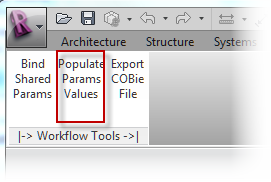 R
Architecture Structure Systems
Bind Populate Export
Shared Params COBie
Params Values File
|-> Workflow Tools ->|